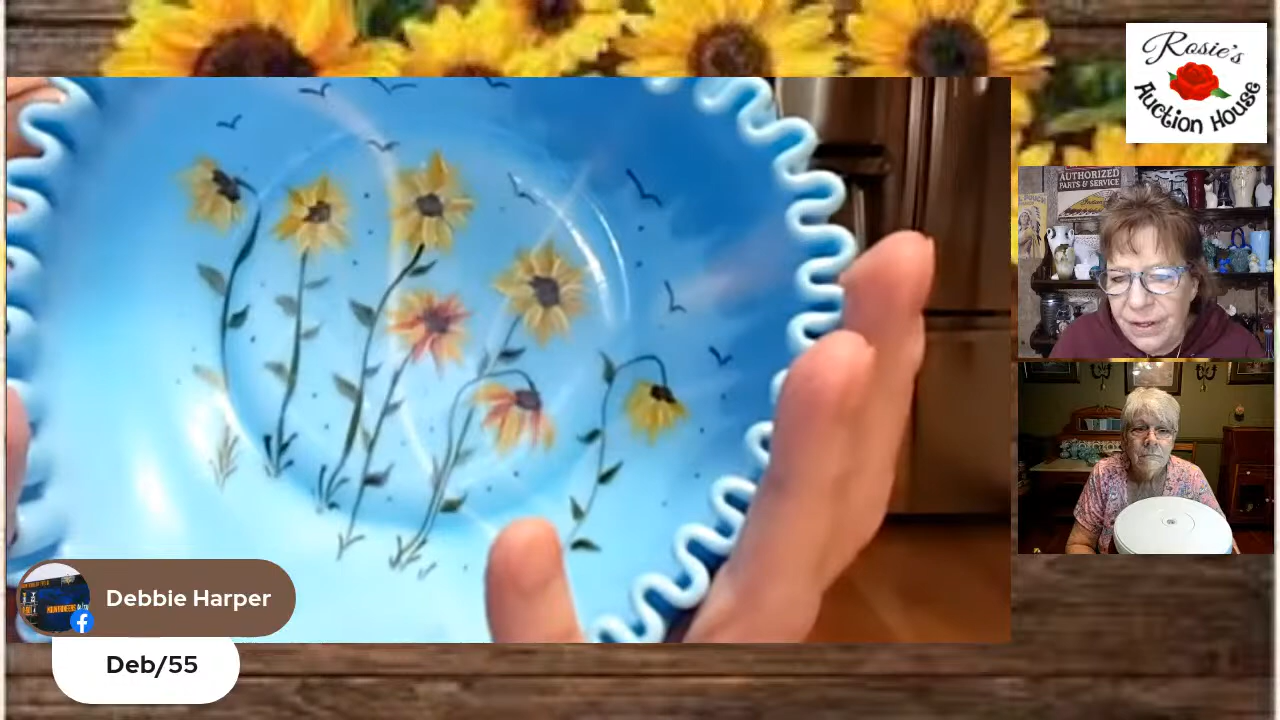 Rosie's
Auction House
AUTHORIZED
PARTS & SERVICE
Debbie Harper
Deb/55